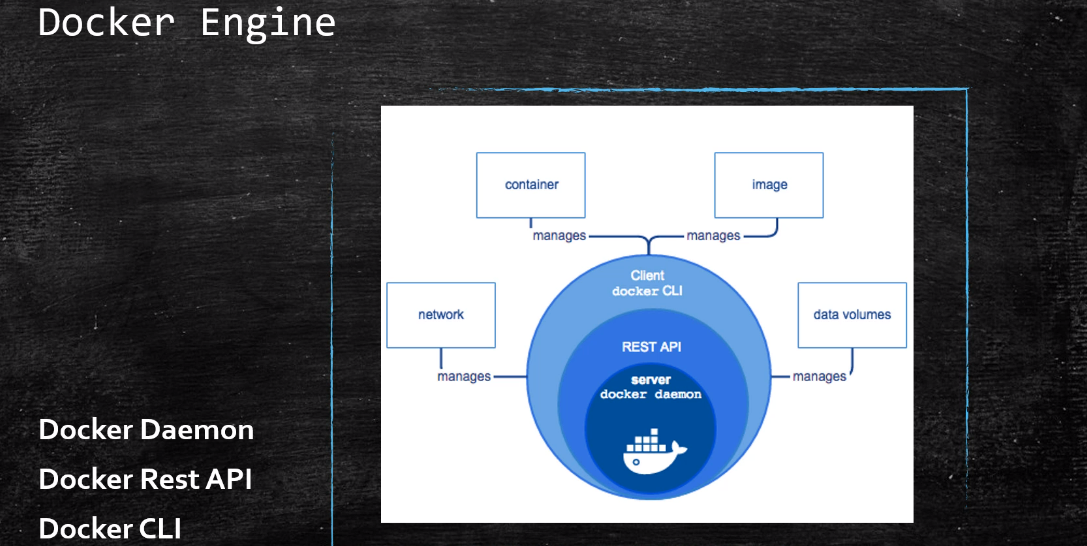 Docker Engine
container
image
manages
manages
Client
docker CLI
network
data volumes
REST API
manages
manages
server
docker daemon
Docker Daemon
Docker Rest API
Docker CLI